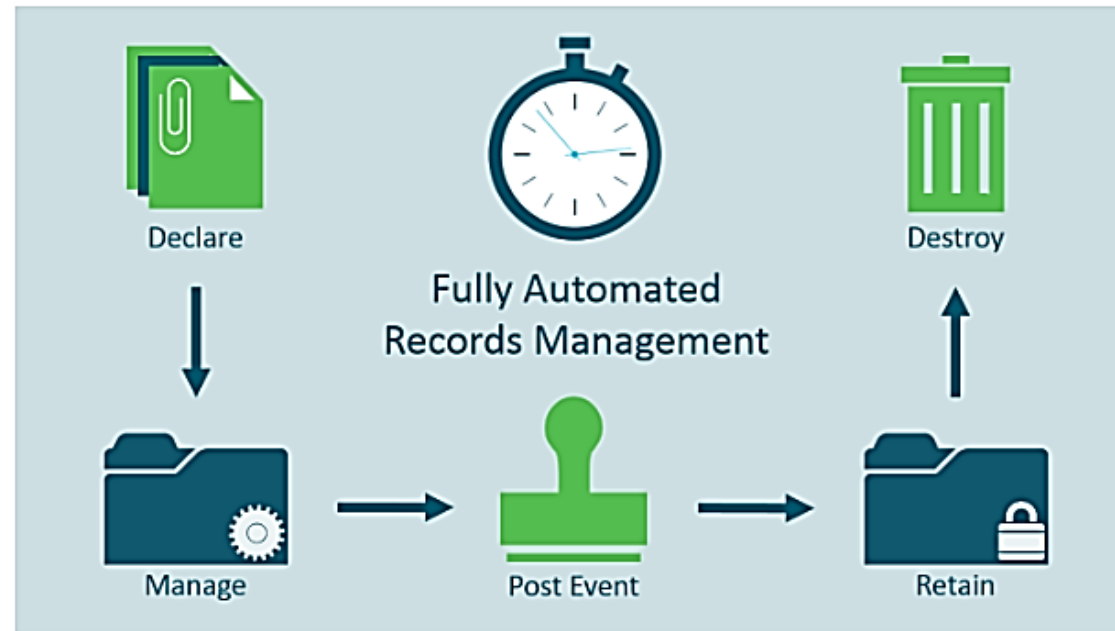 Declare
Destroy
Fully Automated
Records Management
Manage
Post Event
Retain